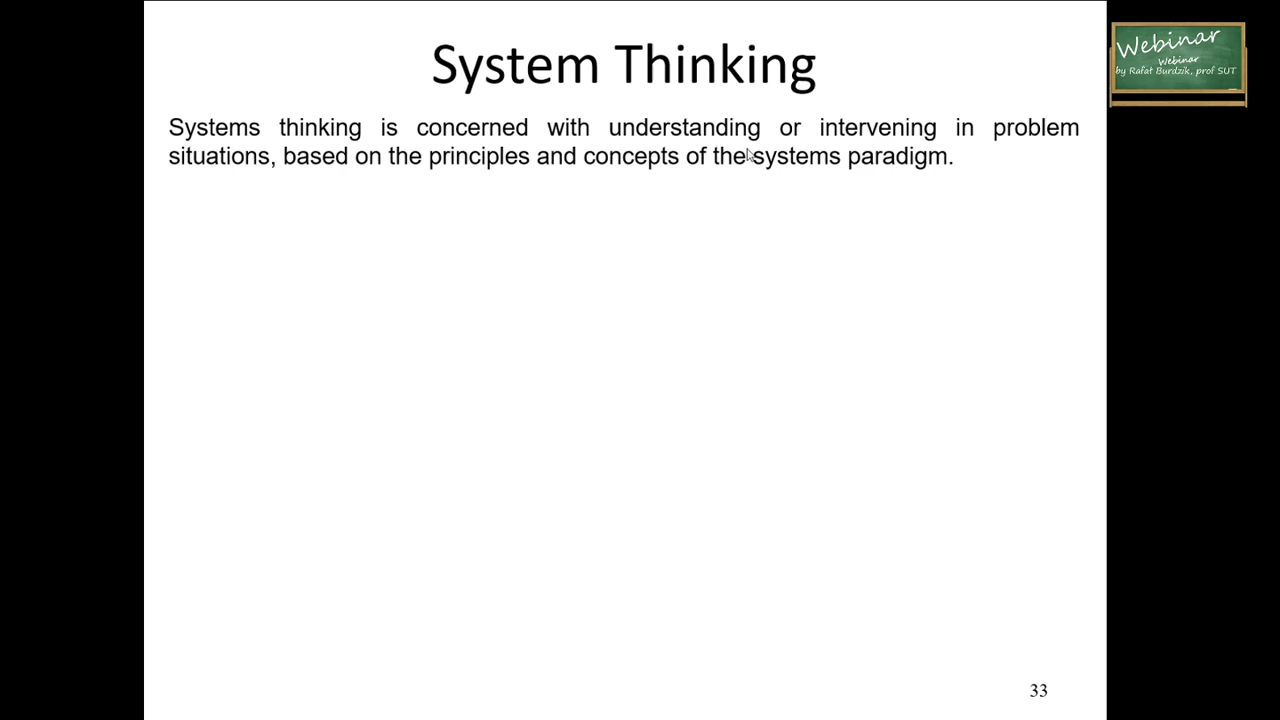 System Thinking
Systems thinking is concerned with understanding or intervening in problem
situations, based on the principles and concepts of the systems paradigm.
33
Webinar
Webinar
by Rafał Burdzik, prof SUT